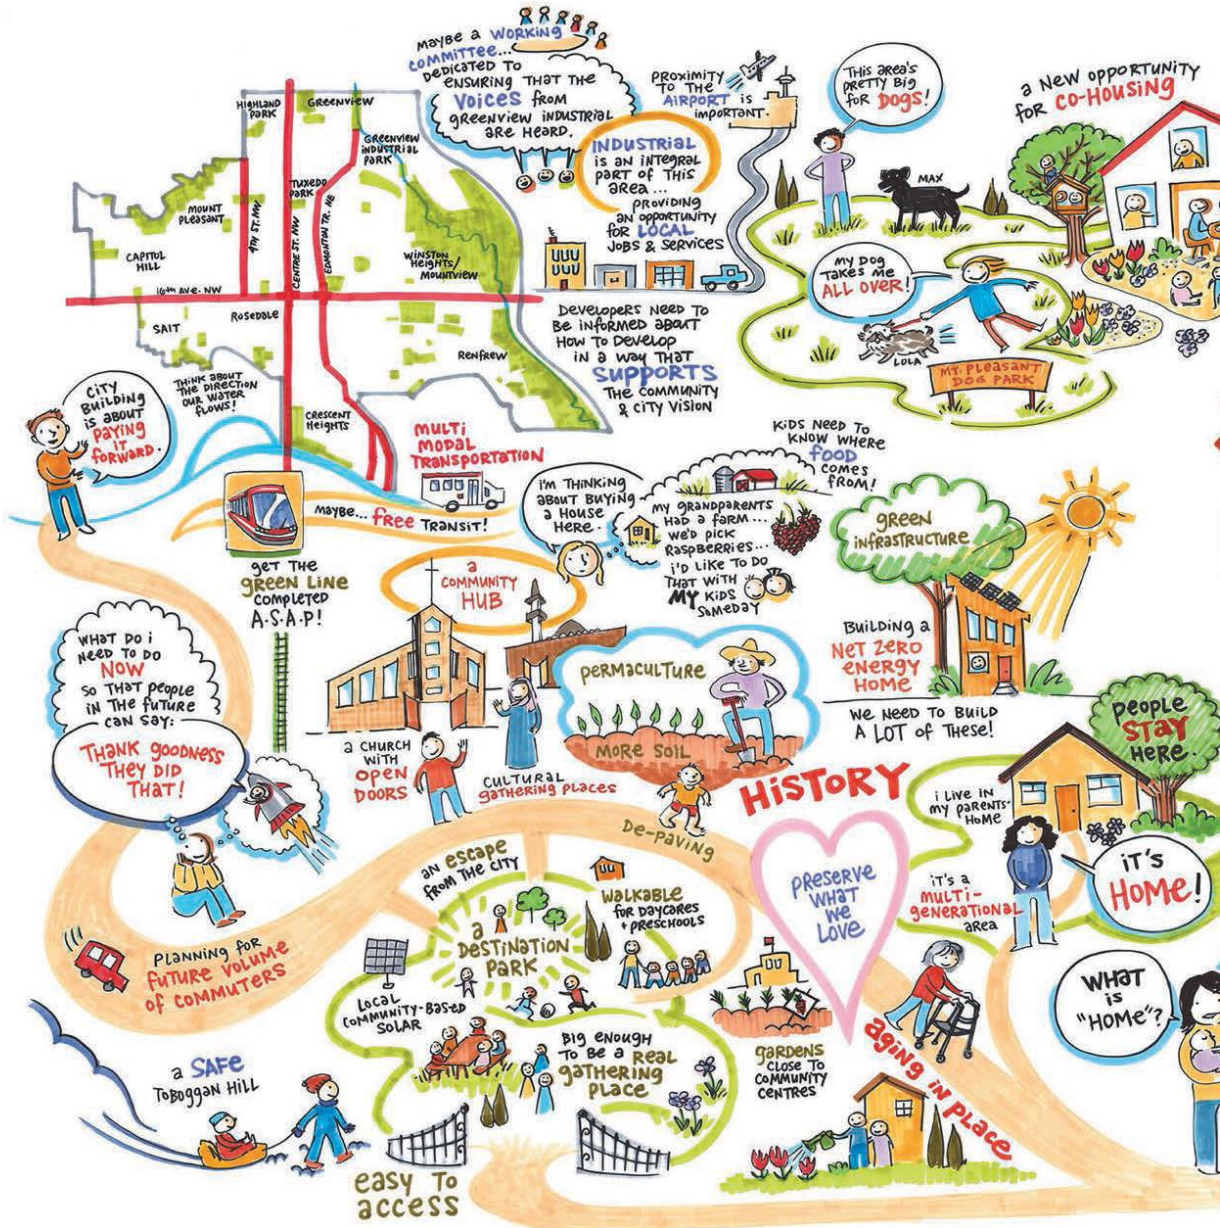 MAYBE A WORKING
COMMITTEE...
DEDICATED TO
ENSURING THAT THE
VOICES FROM
GREENVIEW INDUSTRIAL
ARE HEARD.
PROXIMITY
TO THE
AIRPORT IS
IMPORTANT.
THIS AREA'S
PRETTY BIG
FOR DOGS!
A NEW OPPORTUNITY
FOR CO-HOUSING
HIGHLAND
PARK
GREENVIEW
GREENVIEW
INDUSTRIAL
PARK
TUXEDO
PARK
MOUNT
PLEASANT
4TH ST. NW
CENTRE ST. NW
EDMONTON TR. NE
CAPITOL
HILL
WINSTON
HEIGHTS/
MOUNTVIEW
16th AVE. NW
SAIT
ROSEDALE
RENFREW
CRESCENT
HEIGHTS
INDUSTRIAL
IS AN INTEGRAL
PART OF THIS
AREA...
PROVIDING
AN OPPORTUNITY
FOR LOCAL
JOBS & SERVICES
MAX
MY DOG
TAKES ME
ALL OVER!
LOLA
MT. PLEASANT
DOG PARK
DEVELOPERS NEED TO
BE INFORMED ABOUT
HOW TO DEVELOP
IN A WAY THAT
SUPPORTS
THE COMMUNITY
& CITY VISION
THINK ABOUT
THE DIRECTION
OUR WATER
FLOWS!
CITY
BUILDING
IS ABOUT
PAYING
IT
FORWARD.
MULTI
MODAL
TRANSPORTATION
MAYBE... FREE TRANSIT!
GET THE
GREEN LINE
COMPLETED
A.S.A.P!
I'M THINKING
ABOUT BUYING
A HOUSE
HERE.
KIDS NEED TO
KNOW WHERE
FOOD
COMES
FROM!
MY GRANDPARENTS
HAD A FARM...
WE'D PICK
RASPBERRIES...
I'D LIKE TO DO
THAT WITH
MY KIDS
SOMEDAY
GREEN
INFRASTRUCTURE
BUILDING A
NET ZERO
ENERGY
HOME
WE NEED TO BUILD
A LOT OF THESE!
A
COMMUNITY
HUB
A CHURCH
WITH
OPEN
DOORS
CULTURAL
GATHERING PLACES
PERMACULTURE
MORE SOIL
DE-PAVING
WHAT DO I
NEED TO DO
NOW
SO THAT PEOPLE
IN THE FUTURE
CAN SAY:
THANK GOODNESS
THEY DID
THAT!
HISTORY
PRESERVE
WHAT
WE
LOVE
PEOPLE
STAY
HERE.
I LIVE IN
MY PARENTS'
HOME
IT'S
HOME!
IT'S A
MULTI-
GENERATIONAL
AREA
WHAT
IS
"HOME"?
PLANNING FOR
FUTURE VOLUME
OF COMMUTERS
AN ESCAPE
FROM THE CITY
A
DESTINATION
PARK
WALKABLE
FOR DAYCARES
+ PRESCHOOLS
LOCAL
COMMUNITY-BASED
SOLAR
BIG ENOUGH
TO BE A REAL
GATHERING
PLACE
GARDENS
CLOSE TO
COMMUNITY
CENTRES
AGING IN PLACE
A SAFE
TOBOGGAN HILL
EASY TO
ACCESS